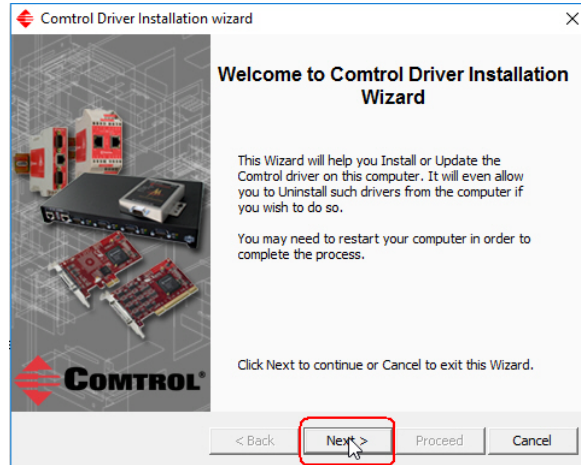 Comtrol Driver Installation wizard
Welcome to Comtrol Driver Installation
Wizard
This Wizard will help you Install or Update the
Comtrol driver on this computer. It will even allow
you to Uninstall such drivers from the computer if
you wish to do so.
You may need to restart your computer in order to
complete the process.
Click Next to continue or Cancel to exit this Wizard.
COMTROL®
< Back Next > Proceed Cancel